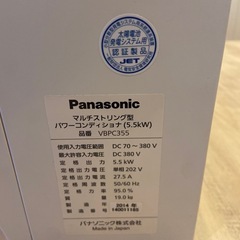 太陽電池
発電システム用
認証製品
JET
Panasonic
マルチストリング型
パワーコンディショナ(5.5kW)
品番 VBPC355
使用入力電圧範囲 DC 70 ~ 380 V
最大許容入力電圧 DC 380 V
定格出力 5.5 kW
定格出力電圧 単相 202 V
定格出力電流 27.5 A
定格周波数 50/60 Hz
定格力率 95.0 %
質量 19.0 kg
2014 年
14001118S
パナソニック株式会社
Made in Japan